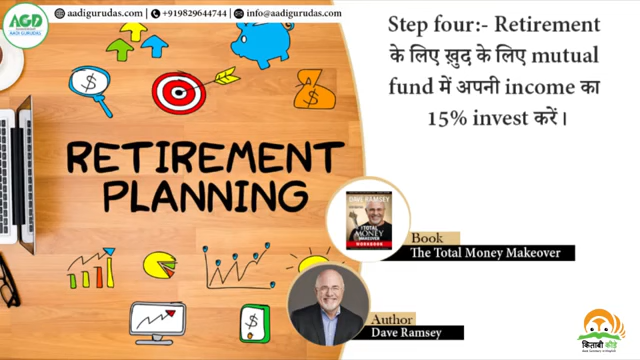 AGD
AADI GURUDAS
aadigurudas.com | +919829644744 | info@aadigurudas.com
Step four:- Retirement
के लिए ख़ुद के लिए mutual
fund में अपनी income का
15% invest करें।
RETIREMENT
PLANNING
DAVE RAMSEY
THE TOTAL
MONEY
MAKEOVER
WORKBOOK
Book
The Total Money Makeover
Author
Dave Ramsey
किताबी कीड़ा